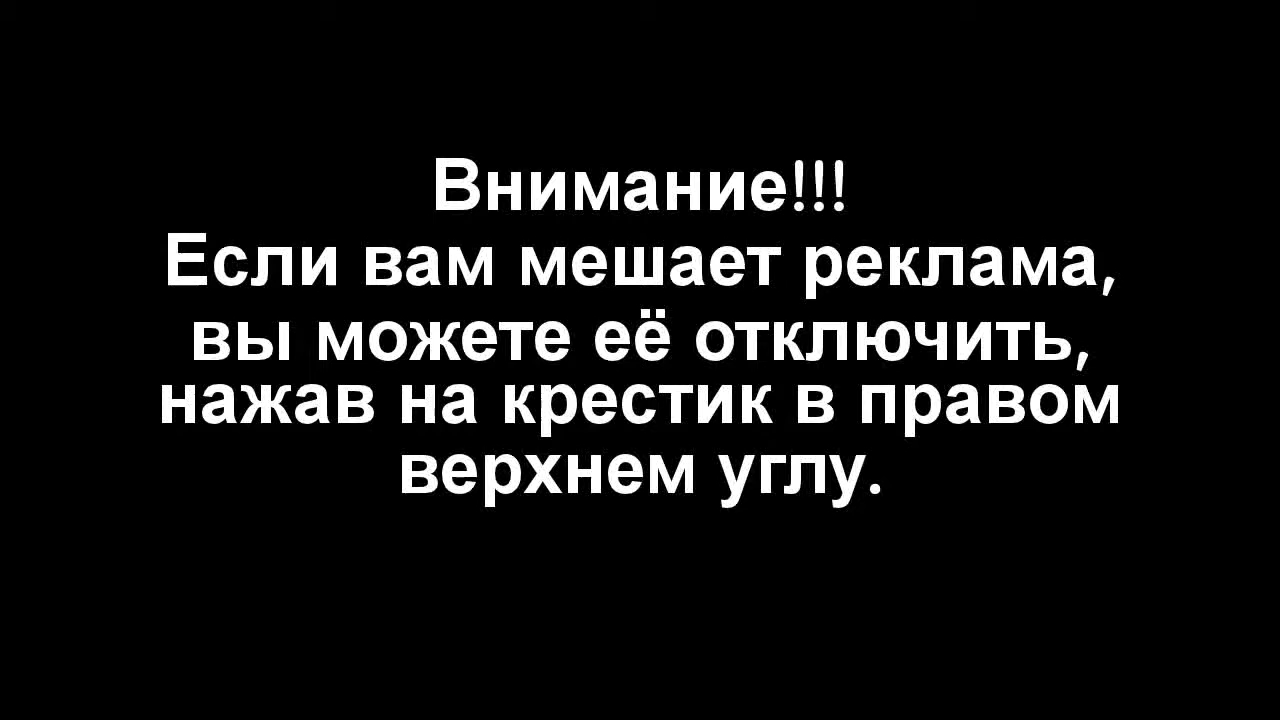 Внимание!!!
Если вам мешает реклама,
вы можете её отключить,
нажав на крестик в правом
верхнем углу.